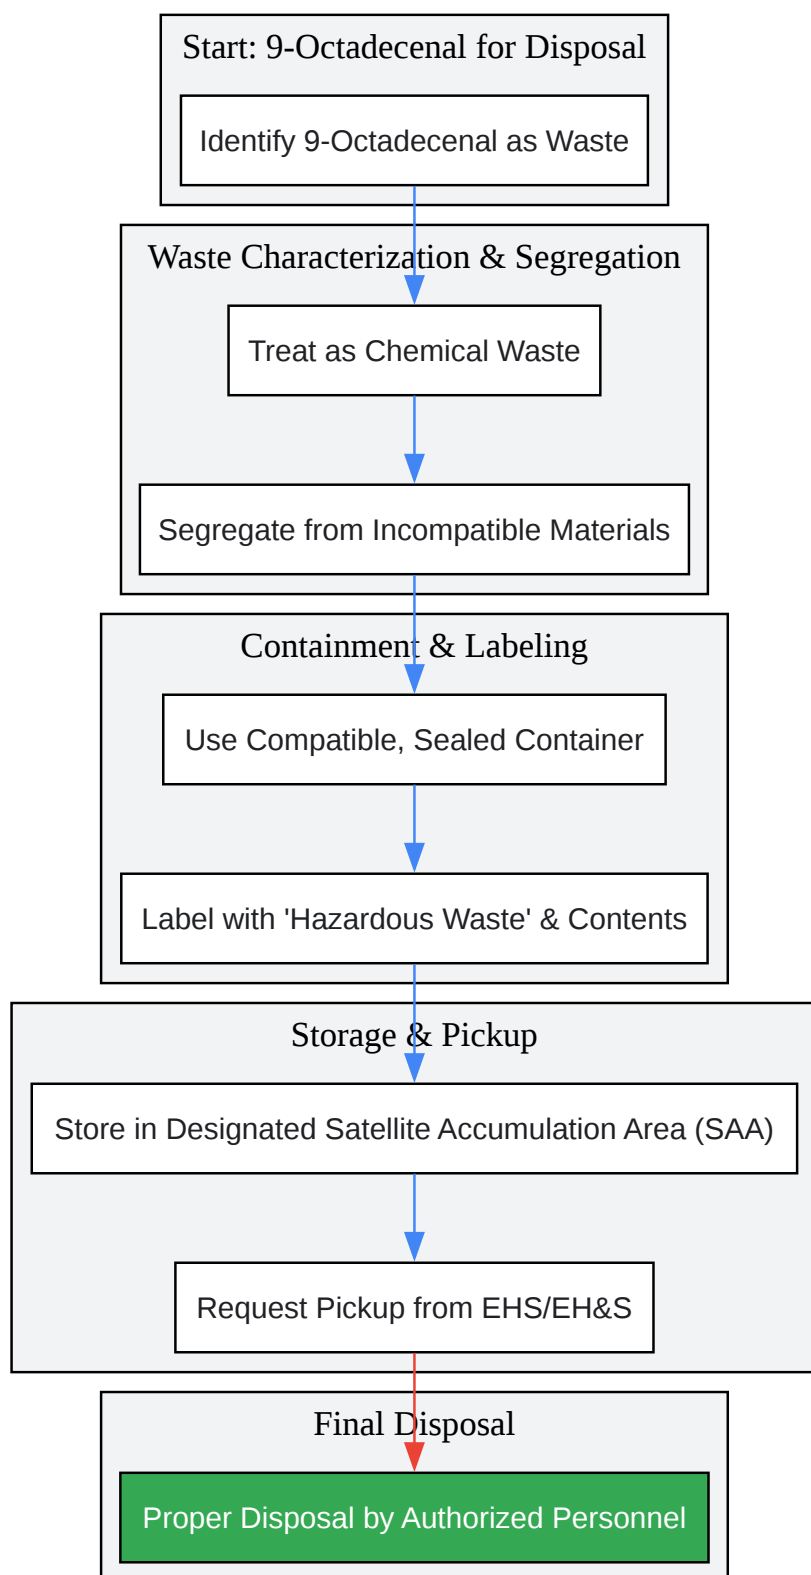 Start: 9-Octadecenal for Disposal
Identify 9-Octadecenal as Waste
Waste Characterization & Segregation
Treat as Chemical Waste
Segregate from Incompatible Materials
Containment & Labeling
Use Compatible, Sealed Container
Label with 'Hazardous Waste' & Contents
Storage & Pickup
Store in Designated Satellite Accumulation Area (SAA)
Request Pickup from EHS/EH&S
Final Disposal
Proper Disposal by Authorized Personnel